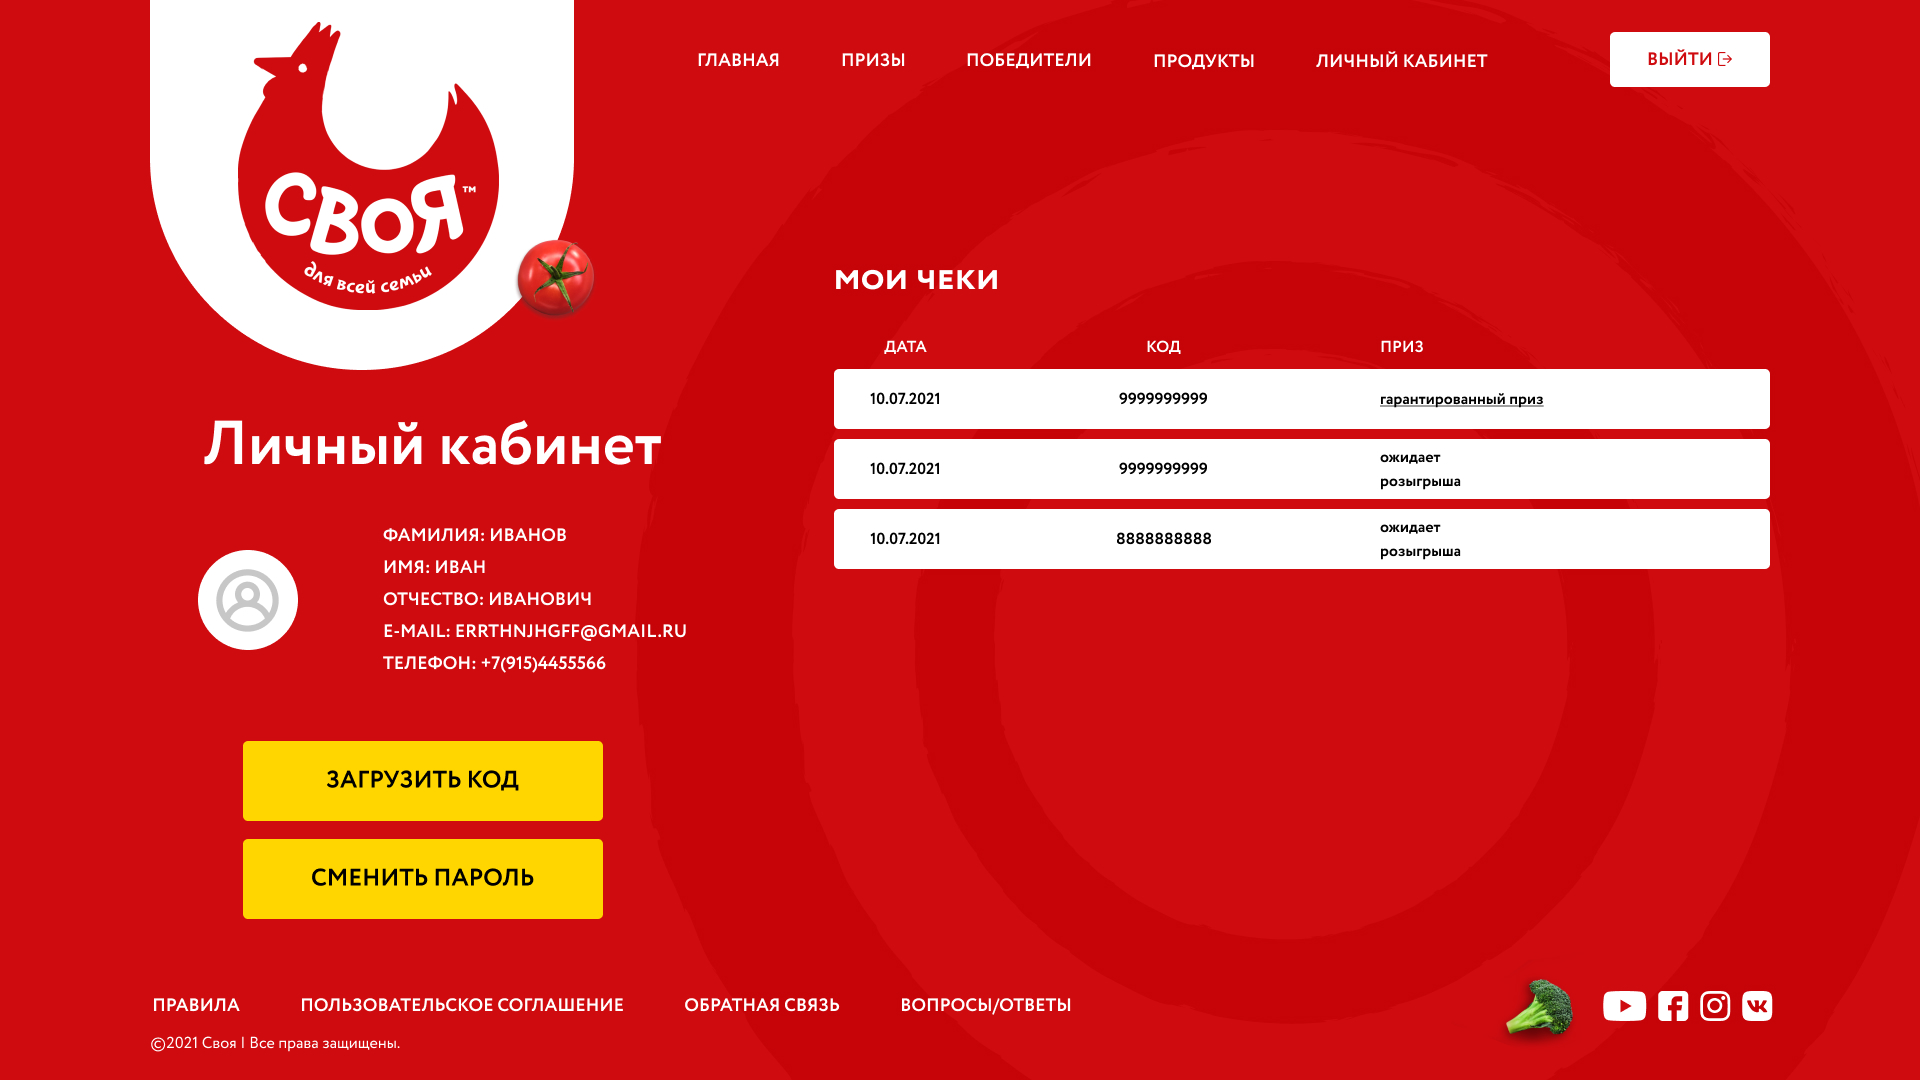 ГЛАВНАЯ ПРИЗЫ ПОБЕДИТЕЛИ ПРОДУКТЫ ЛИЧНЫЙ КАБИНЕТ ВЫЙТИ
СВОЯ™
для всей семьи
Личный кабинет
ФАМИЛИЯ: ИВАНОВ
ИМЯ: ИВАН
ОТЧЕСТВО: ИВАНОВИЧ
E-MAIL: ERRTHNJHGFF@GMAIL.RU
ТЕЛЕФОН: +7(915)4455566
ЗАГРУЗИТЬ КОД
СМЕНИТЬ ПАРОЛЬ
МОИ ЧЕКИ
ДАТА КОД ПРИЗ
10.07.2021 9999999999 гарантированный приз
10.07.2021 9999999999 ожидает
розыгрыша
10.07.2021 8888888888 ожидает
розыгрыша
ПРАВИЛА ПОЛЬЗОВАТЕЛЬСКОЕ СОГЛАШЕНИЕ ОБРАТНАЯ СВЯЗЬ ВОПРОСЫ/ОТВЕТЫ
©2021 Своя | Все права защищены.